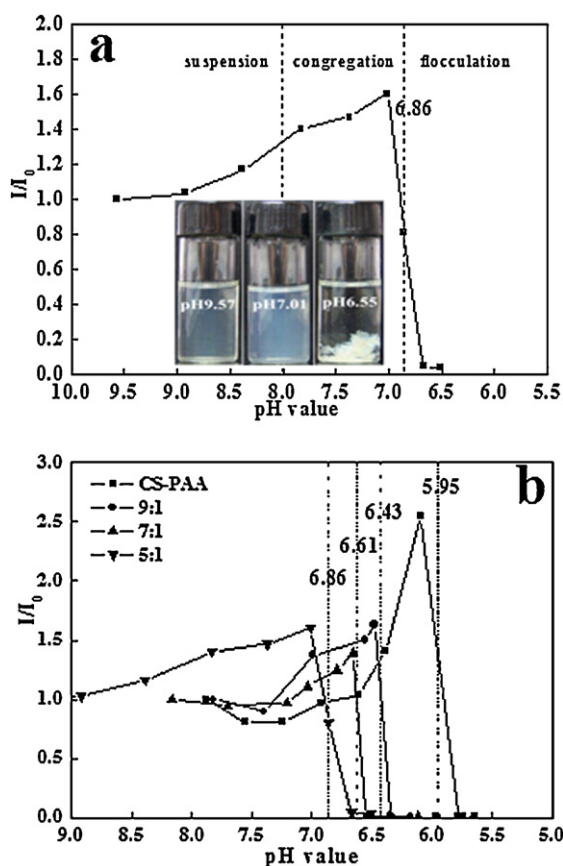 a
suspension congregation flocculation
6.86
pH9.57 pH7.01 pH6.55
I/I0
2.0
1.8
1.6
1.4
1.2
1.0
0.8
0.6
0.4
0.2
0.0
10.0 9.5 9.0 8.5 8.0 7.5 7.0 6.5 6.0 5.5
pH value
b
CS-PAA
9:1
7:1
5:1
5.95
6.43
6.61
6.86
I/I0
3.0
2.5
2.0
1.5
1.0
0.5
0.0
9.0 8.5 8.0 7.5 7.0 6.5 6.0 5.5 5.0
pH value